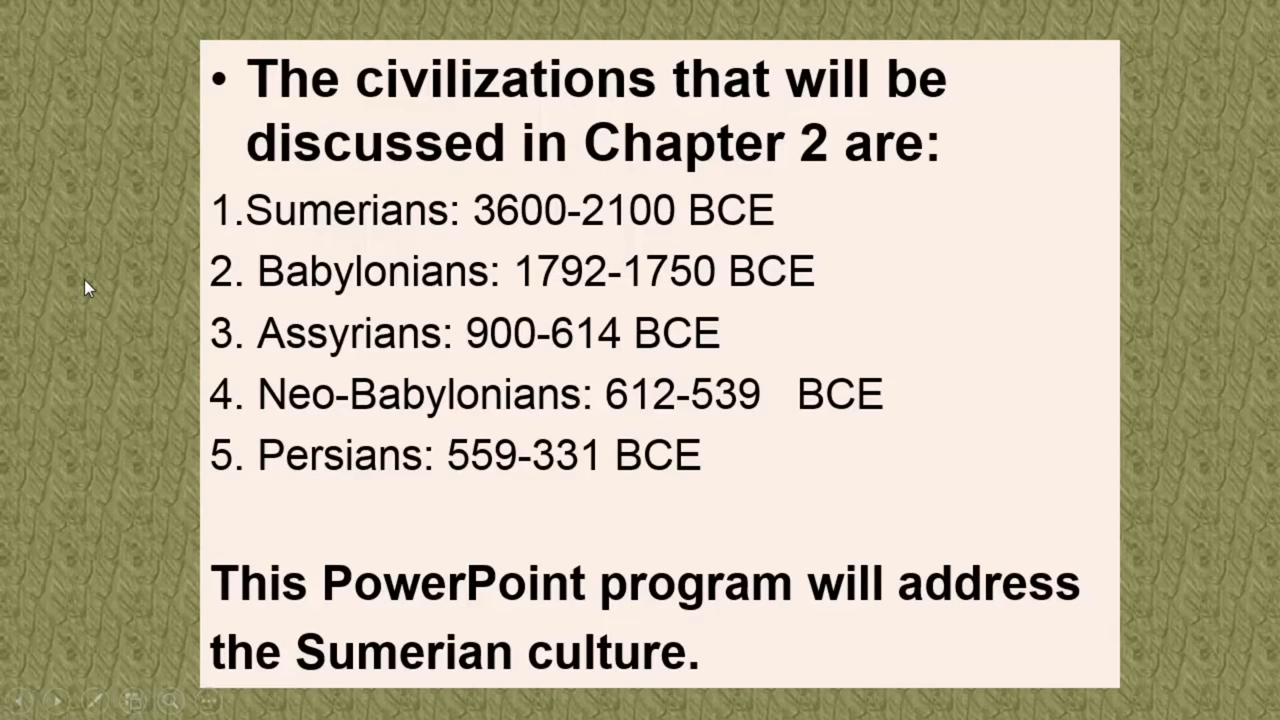 • The civilizations that will be
discussed in Chapter 2 are:
1.Sumerians: 3600-2100 BCE
2. Babylonians: 1792-1750 BCE
3. Assyrians: 900-614 BCE
4. Neo-Babylonians: 612-539   BCE
5. Persians: 559-331 BCE
This PowerPoint program will address
the Sumerian culture.